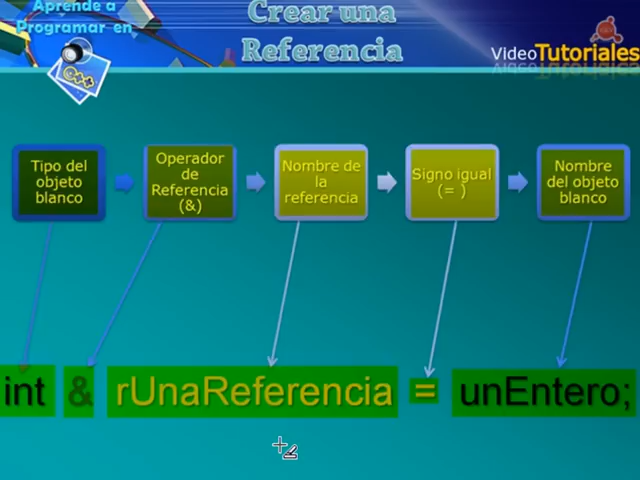 Aprende a
Programar en
C++
Crear una
Referencia
VideoTutoriales
Tipo del
objeto
blanco
Operador
de
Referencia
(&)
Nombre de
la
referencia
Signo igual
(= )
Nombre
del objeto
blanco
int & rUnaReferencia = unEntero;